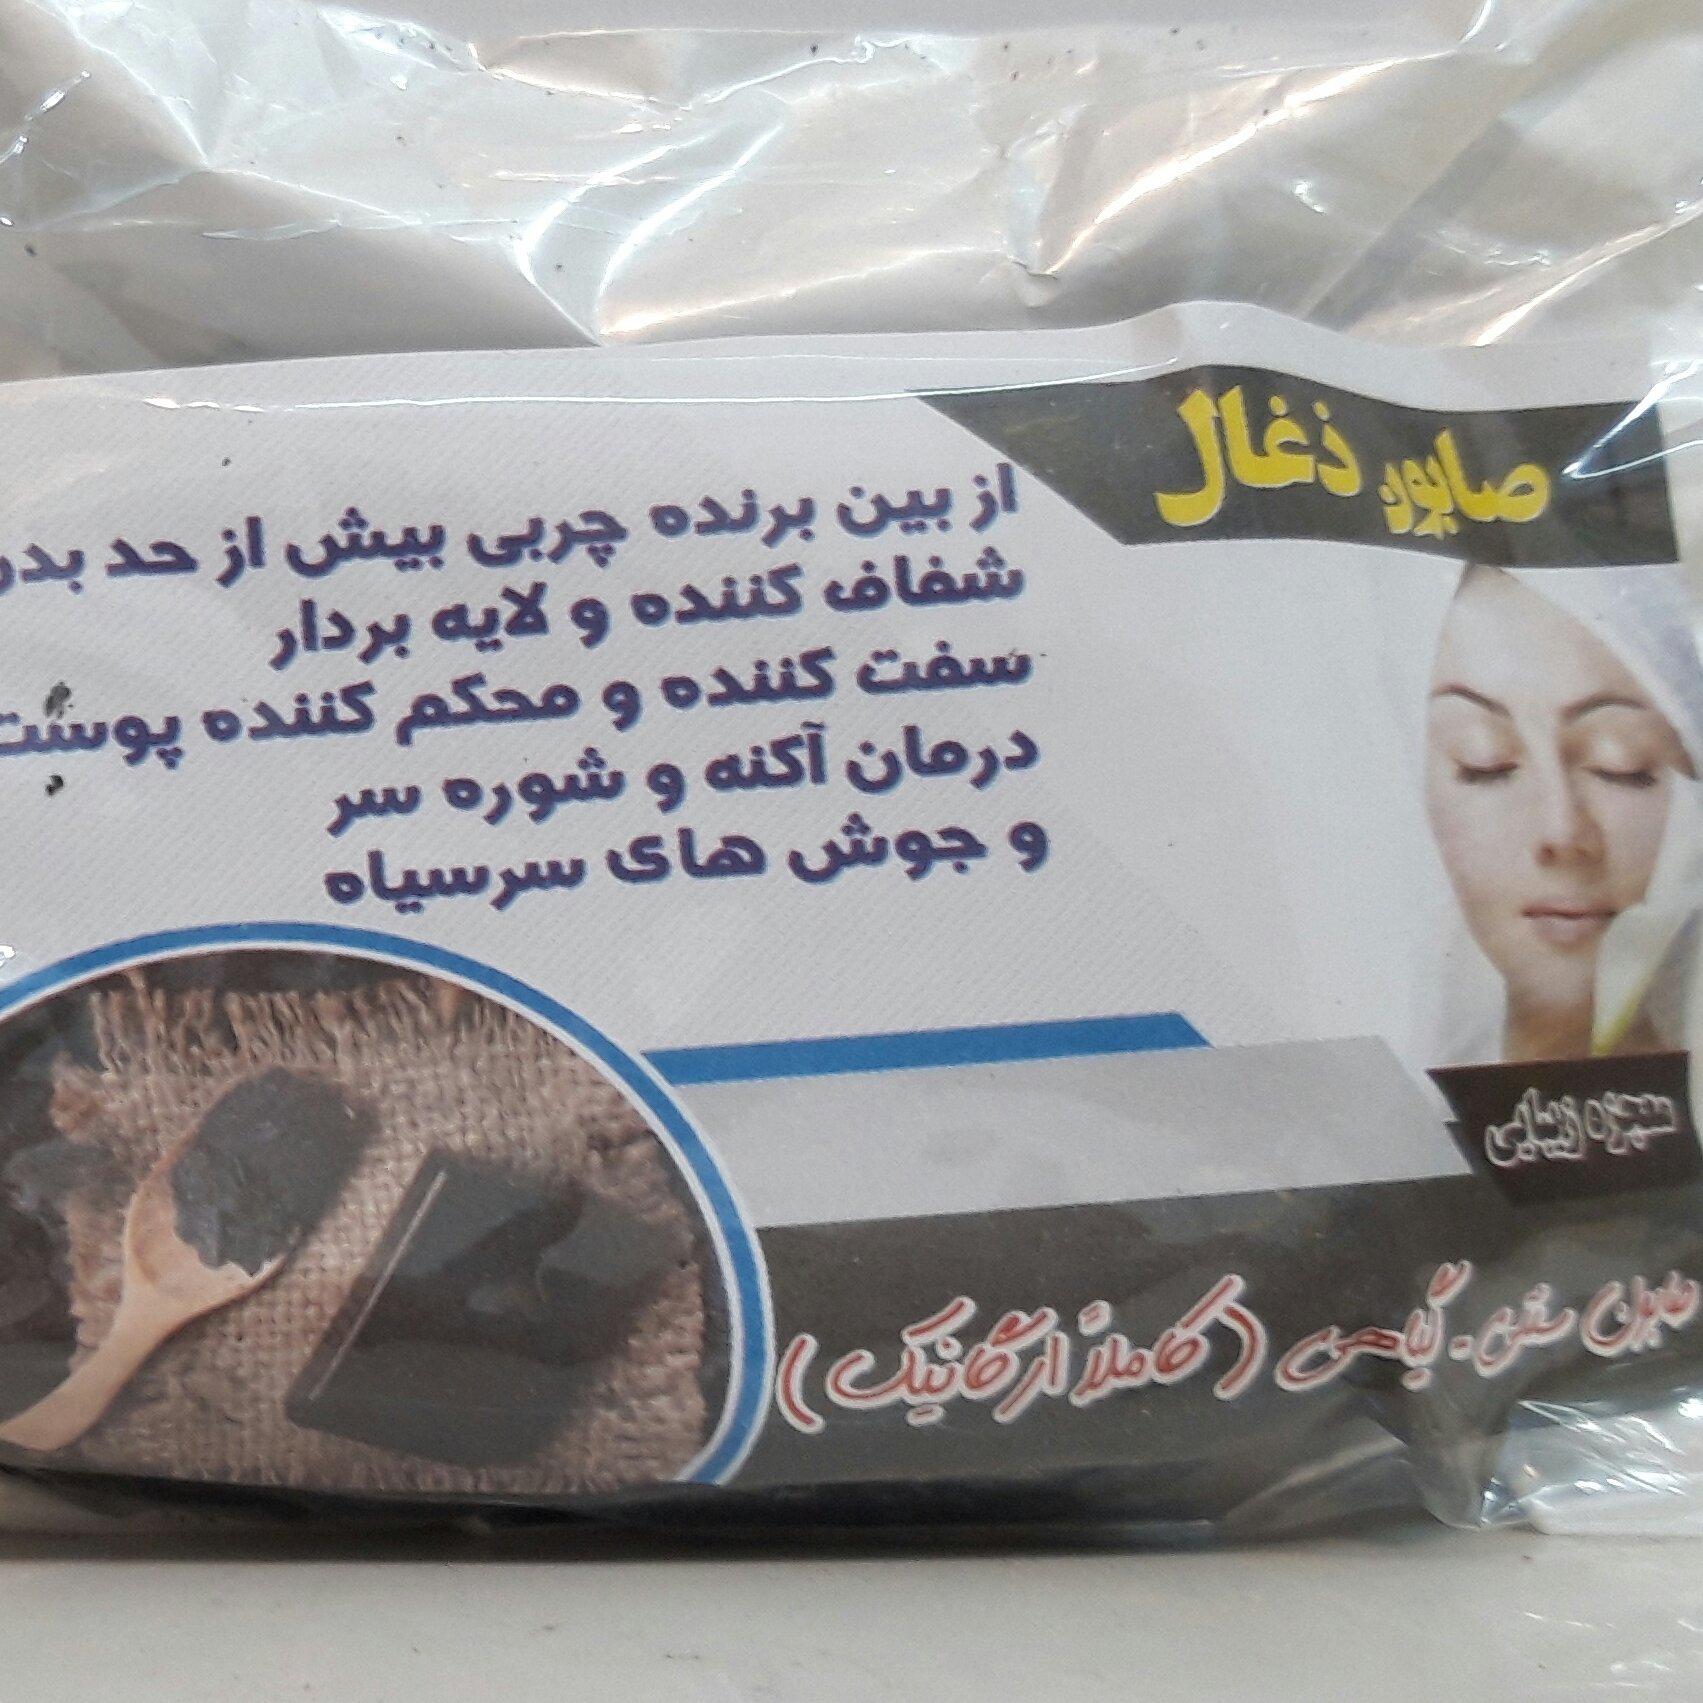 صابون ذغال
از بین برنده چربی بیش از حد
شفاف کننده و لایه بردار
سفت کننده و محکم کننده پوست
درمان آکنه و شوره سر
و جوش های سرسیاه
زیبایی
صابون سنتی - گیاهی (کاملاً ارگانیک)